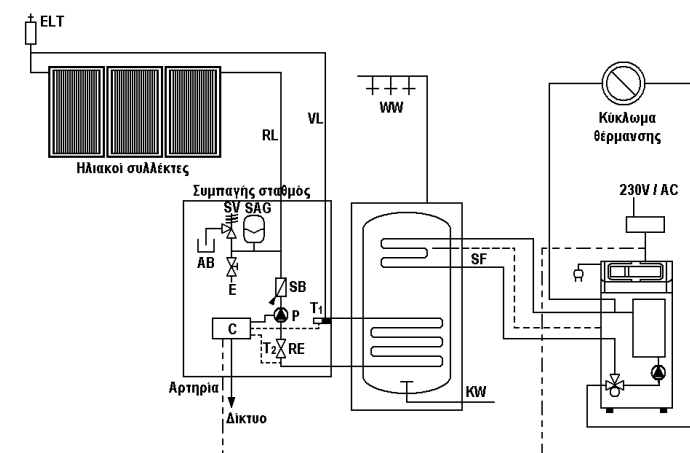 ELT
VL
RL
WW
Ηλιακοί συλλέκτες
Κύκλωμα
θέρμανσης
230V / AC
Συμπαγής σταθμός
SV SAG
AB
E
SB
P
T1
C
T2
RE
SF
Αρτηρία
Δίκτυο
KW